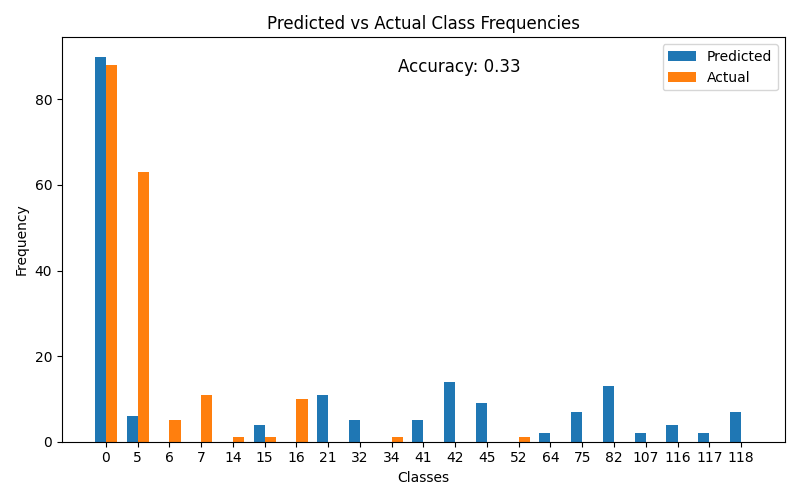 Predicted vs Actual Class Frequencies
Accuracy: 0.33
Predicted
Actual
Frequency
80
60
40
20
0
0 5 6 7 14 15 16 21 32 34 41 42 45 52 64 75 82 107 116 117 118
Classes